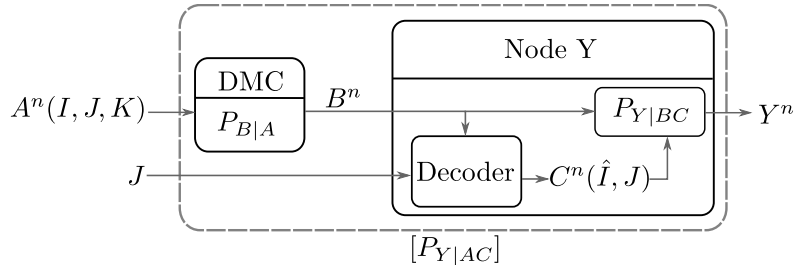 Node Y
DMC
A^n(I, J, K)
B^n
P_{B|A}
P_{Y|BC}
Y^n
J
Decoder
C^n(Î, J)
[P_{Y|AC}]